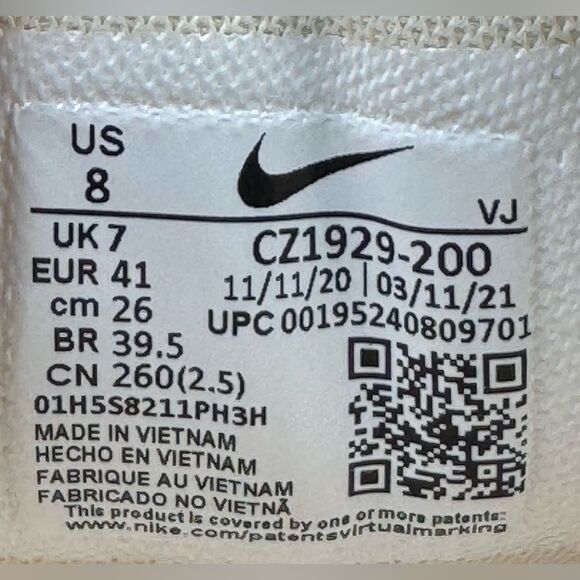 US
8
VJ
UK 7
EUR 41
cm 26
BR 39.5
CN 260(2.5)
CZ1929-200
11/11/20 | 03/11/21
UPC 00195240809701
01H5S8211PH3H
MADE IN VIETNAM
HECHO EN VIETNAM
FABRIQUE AU VIETNAM
FABRICADO NO VIETNÃ
This product is covered by one or more patents:
www.nike.com/patentsvirtualmarking